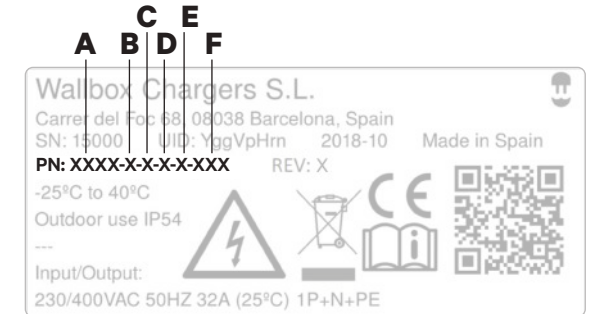 C E
A B D F
Wallbox Chargers S.L.
Carrer del Foc 68, 08038 Barcelona, Spain
SN: 15000 UID: YggVpHrn 2018-10 Made in Spain
PN: XXXX-X-X-X-X-XXX REV: X
-25ºC to 40ºC
Outdoor use IP54
---
Input/Output:
230/400VAC 50HZ 32A (25ºC) 1P+N+PE
CE
i